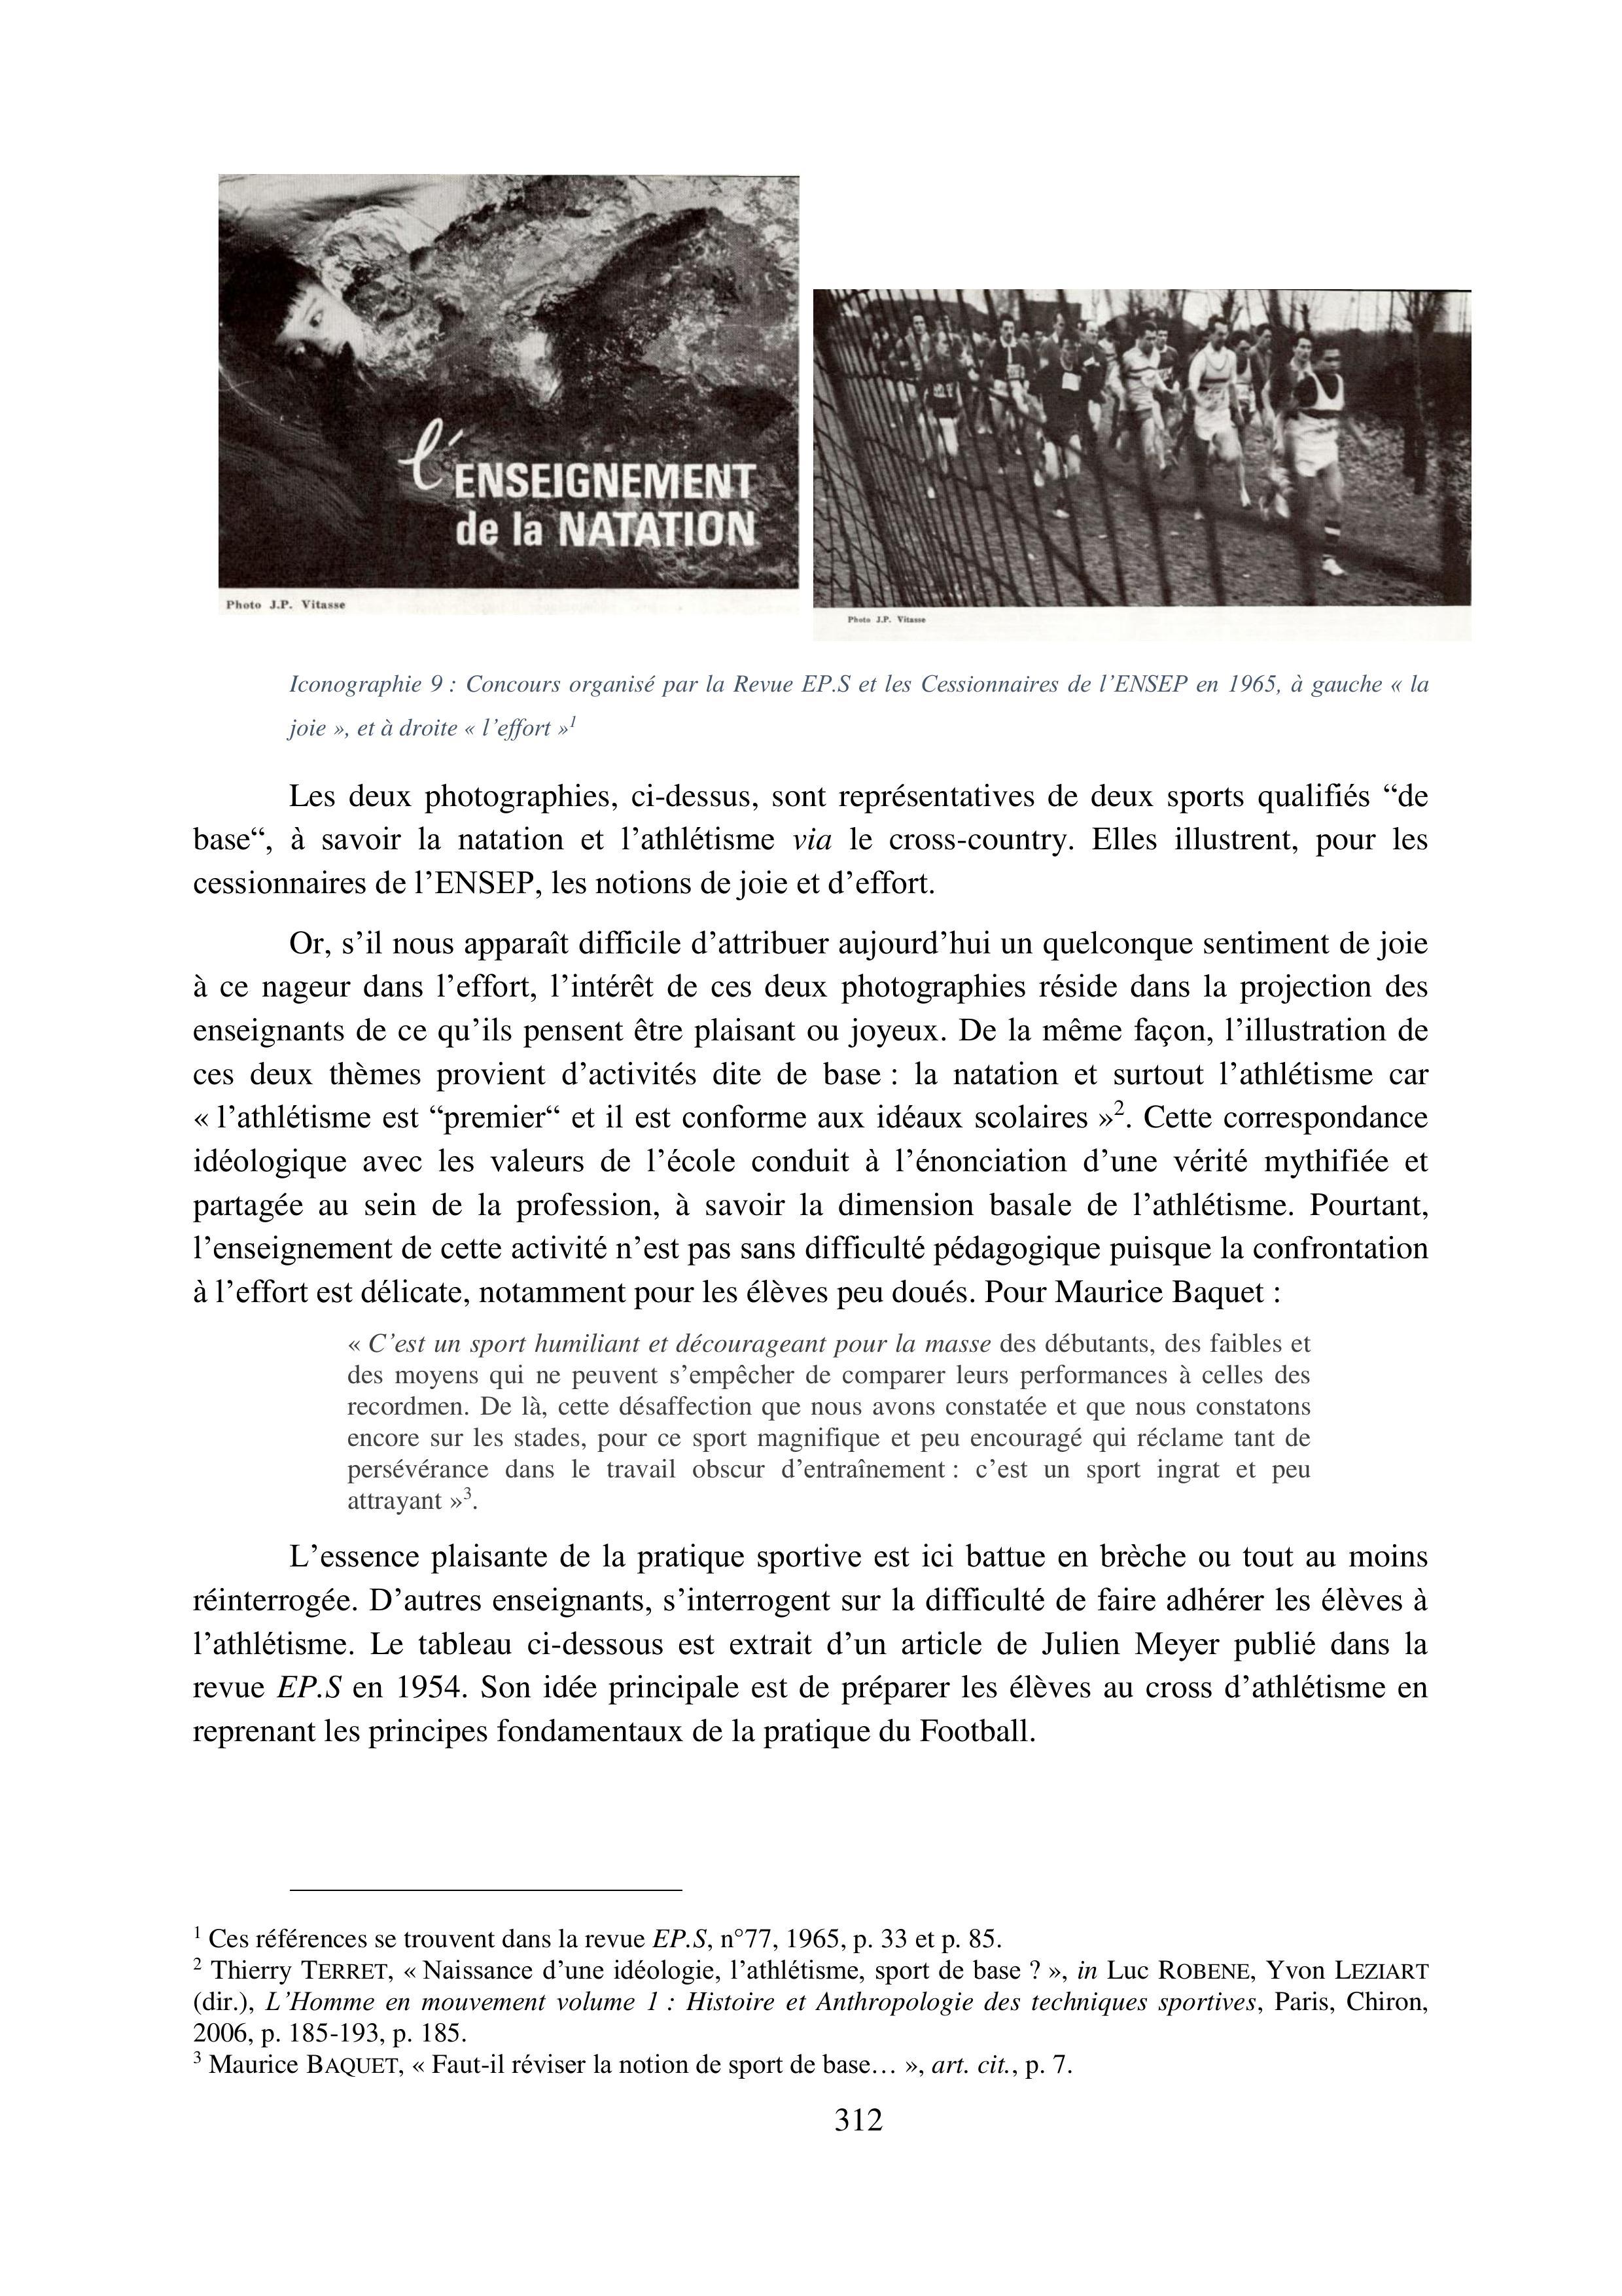 l'ENSEIGNEMENT
de la NATATION
Photo J.P. Vitasse
Photo J.P. Vitasse
Iconographie 9 : Concours organisé par la Revue EP.S et les Cessionnaires de l’ENSEP en 1965, à gauche « la
joie », et à droite « l’effort »1
Les deux photographies, ci-dessus, sont représentatives de deux sports qualifiés “de
base“, à savoir la natation et l’athlétisme via le cross-country. Elles illustrent, pour les
cessionnaires de l’ENSEP, les notions de joie et d’effort.
Or, s’il nous apparaît difficile d’attribuer aujourd’hui un quelconque sentiment de joie
à ce nageur dans l’effort, l’intérêt de ces deux photographies réside dans la projection des
enseignants de ce qu’ils pensent être plaisant ou joyeux. De la même façon, l’illustration de
ces deux thèmes provient d’activités dite de base : la natation et surtout l’athlétisme car
« l’athlétisme est “premier“ et il est conforme aux idéaux scolaires »2. Cette correspondance
idéologique avec les valeurs de l’école conduit à l’énonciation d’une vérité mythifiée et
partagée au sein de la profession, à savoir la dimension basale de l’athlétisme. Pourtant,
l’enseignement de cette activité n’est pas sans difficulté pédagogique puisque la confrontation
à l’effort est délicate, notamment pour les élèves peu doués. Pour Maurice Baquet :
« C’est un sport humiliant et décourageant pour la masse des débutants, des faibles et
des moyens qui ne peuvent s’empêcher de comparer leurs performances à celles des
recordmen. De là, cette désaffection que nous avons constatée et que nous constatons
encore sur les stades, pour ce sport magnifique et peu encouragé qui réclame tant de
persévérance dans le travail obscur d’entraînement : c’est un sport ingrat et peu
attrayant »3.
L’essence plaisante de la pratique sportive est ici battue en brèche ou tout au moins
réinterrogée. D’autres enseignants, s’interrogent sur la difficulté de faire adhérer les élèves à
l’athlétisme. Le tableau ci-dessous est extrait d’un article de Julien Meyer publié dans la
revue EP.S en 1954. Son idée principale est de préparer les élèves au cross d’athlétisme en
reprenant les principes fondamentaux de la pratique du Football.
1 Ces références se trouvent dans la revue EP.S, n°77, 1965, p. 33 et p. 85.
2 Thierry TERRET, « Naissance d’une idéologie, l’athlétisme, sport de base ? », in Luc ROBENE, Yvon LEZIART
(dir.), L’Homme en mouvement volume 1 : Histoire et Anthropologie des techniques sportives, Paris, Chiron,
2006, p. 185-193, p. 185.
3 Maurice BAQUET, « Faut-il réviser la notion de sport de base… », art. cit., p. 7.
312